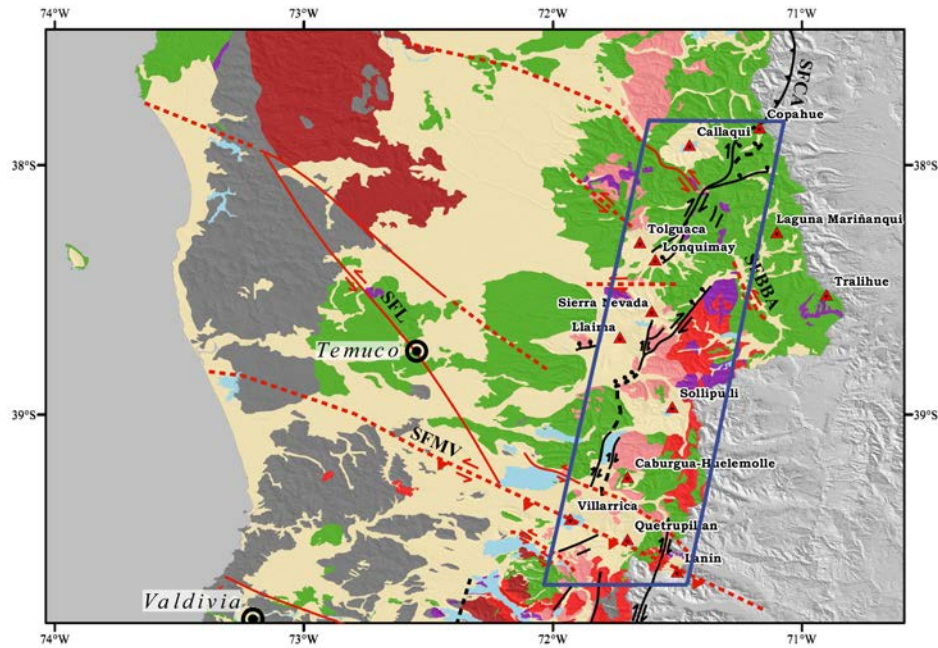 74°W 73°W 72°W 71°W
SFCA
Copahue
Callaqui
38°S 38°S
Laguna Mariñanqui
Tolguaca
Lonquimay
SFBBA
Tralihue
Sierra Nevada
SFL
Llaima
Temuco
Sollipulli
39°S 39°S
SFMV
Caburgua-Huelemolle
Villarrica
Quetrupillan
Lanin
Valdivia
74°W 73°W 72°W 71°W